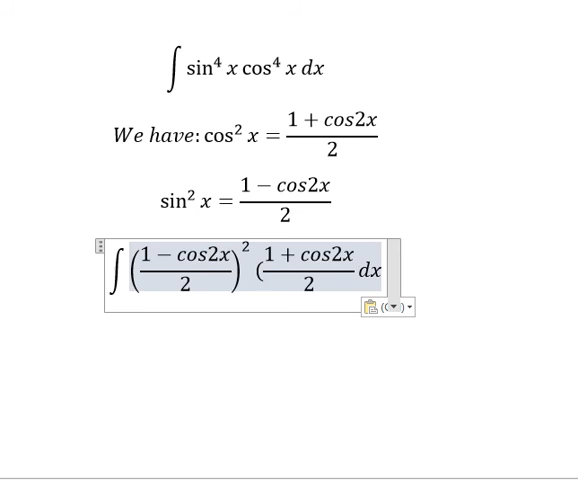 ∫ sin⁴ x cos⁴ x dx
We have: cos² x = (1 + cos2x)/2
sin² x = (1 − cos2x)/2
∫ ((1 − cos2x)/2)² ((1 + cos2x)/2 dx